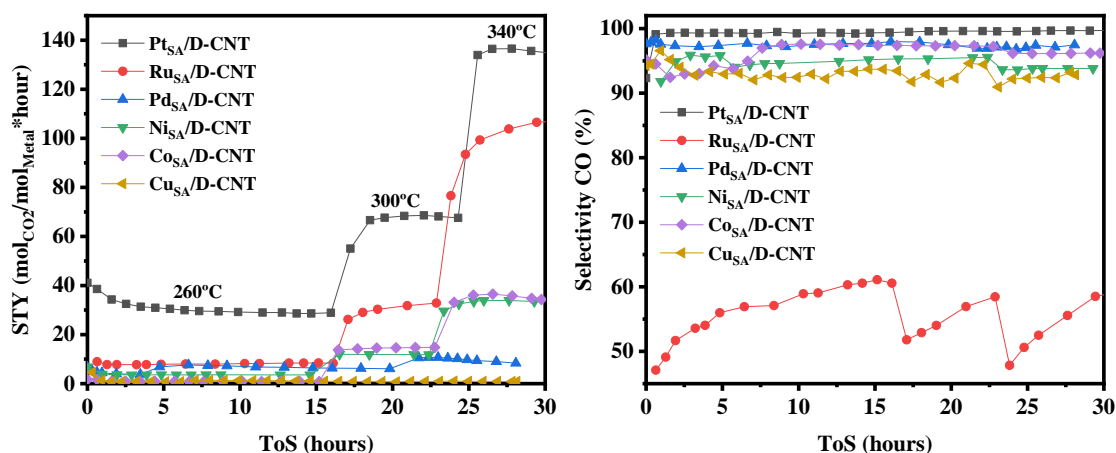 STY (mol_CO2/mol_Metal*hour)
140
120
100
80
60
40
20
0
Pt_SA/D-CNT
Ru_SA/D-CNT
Pd_SA/D-CNT
Ni_SA/D-CNT
Co_SA/D-CNT
Cu_SA/D-CNT
260ºC
300ºC
340ºC
0 5 10 15 20 25 30
ToS (hours)
Selectivity CO (%)
100
90
80
70
60
50
Pt_SA/D-CNT
Ru_SA/D-CNT
Pd_SA/D-CNT
Ni_SA/D-CNT
Co_SA/D-CNT
Cu_SA/D-CNT
0 5 10 15 20 25 30
ToS (hours)